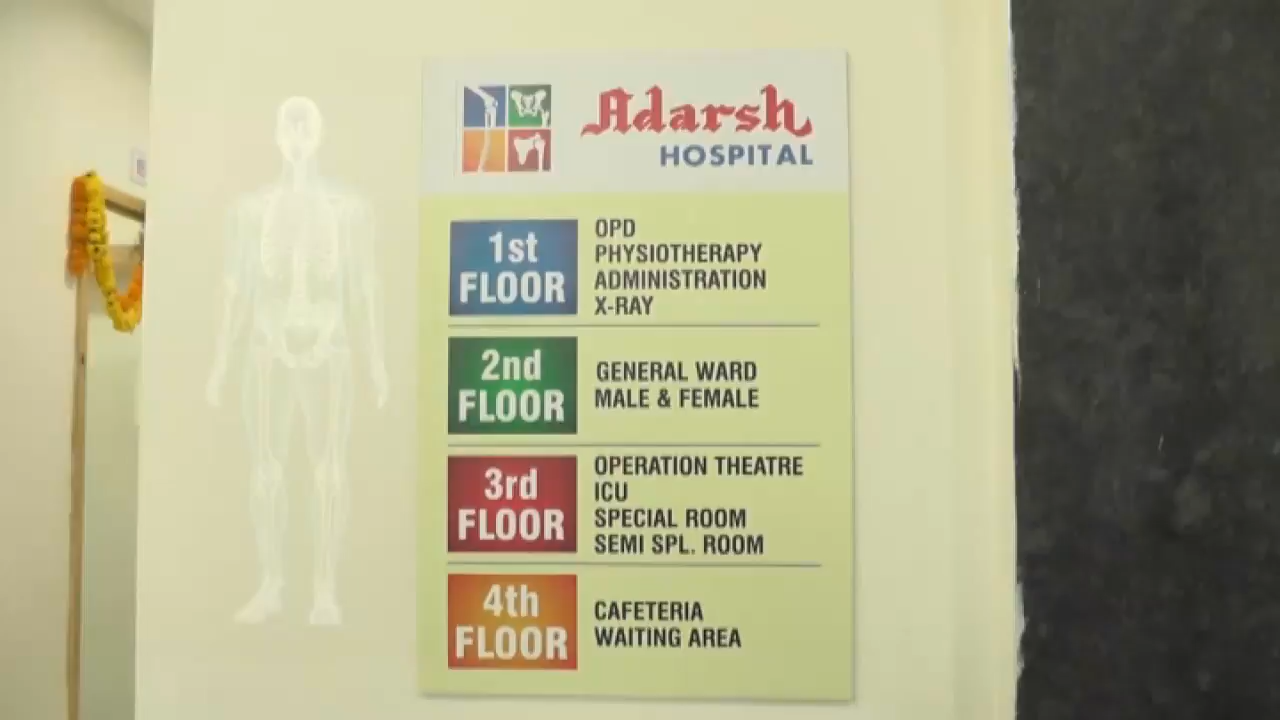 Adarsh
HOSPITAL
1st
FLOOR
OPD
PHYSIOTHERAPY
ADMINISTRATION
X-RAY
2nd
FLOOR
GENERAL WARD
MALE & FEMALE
3rd
FLOOR
OPERATION THEATRE
ICU
SPECIAL ROOM
SEMI SPL. ROOM
4th
FLOOR
CAFETERIA
WAITING AREA